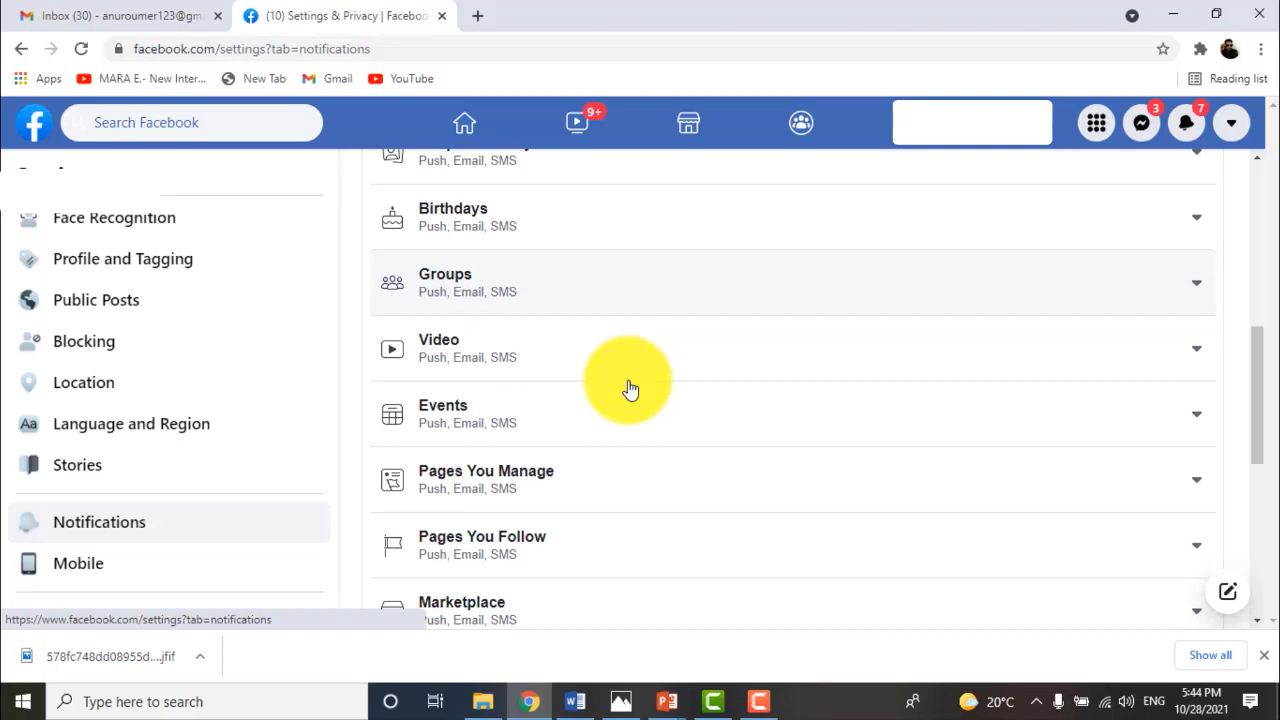 Inbox (30) - anuroumer123@gm
(10) Settings & Privacy | Facebo
facebook.com/settings?tab=notifications
Apps
MARA E.- New Inter...
New Tab
Gmail
YouTube
Reading list
Search Facebook
9+
3
7
Push, Email, SMS
Face Recognition
Birthdays
Push, Email, SMS
Profile and Tagging
Groups
Push, Email, SMS
Public Posts
Blocking
Video
Push, Email, SMS
Location
Events
Push, Email, SMS
Aa
Language and Region
Stories
Pages You Manage
Push, Email, SMS
Notifications
Pages You Follow
Push, Email, SMS
Mobile
Marketplace
Push, Email, SMS
https://www.facebook.com/settings?tab=notifications
578fc748dd08955d....jfif
Show all
Type here to search
20°C
ENG
5:44 PM
10/28/2021